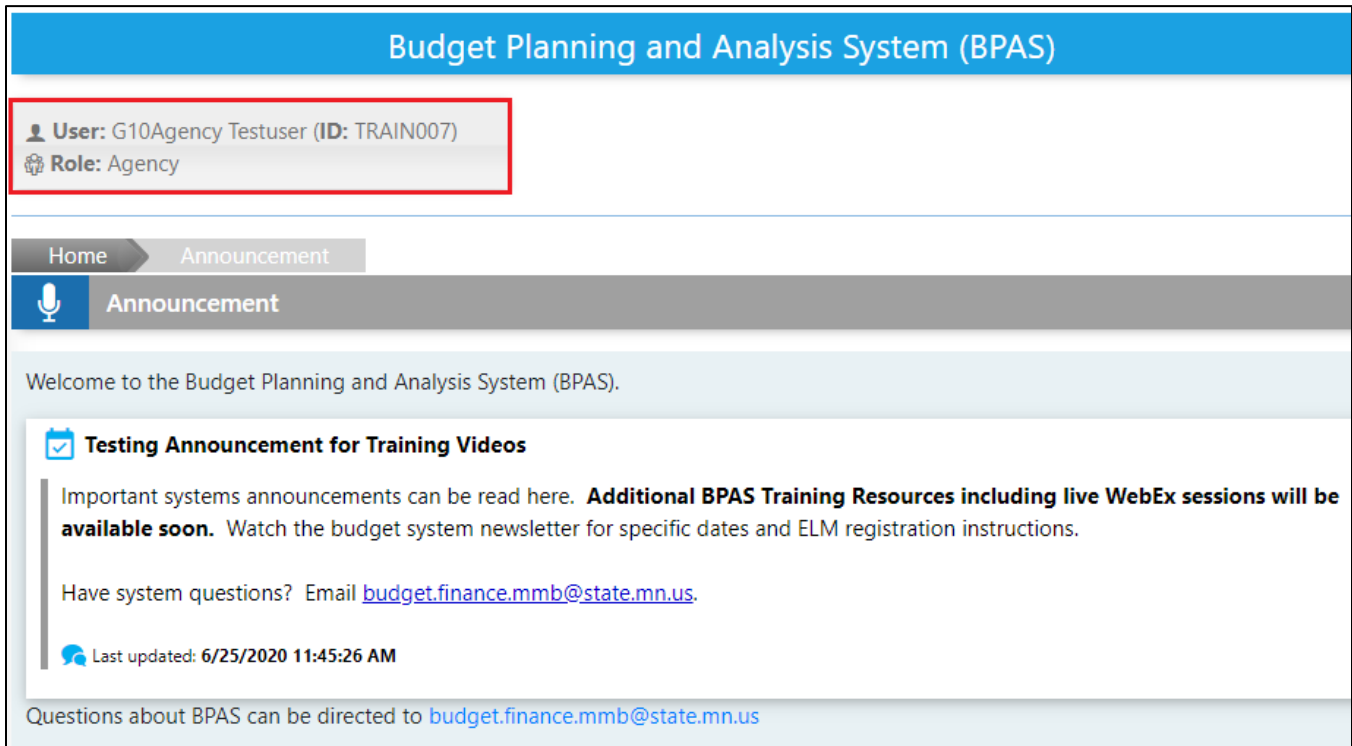 Budget Planning and Analysis System (BPAS)
User: G10Agency Testuser (ID: TRAIN007)
Role: Agency
Home Announcement
Announcement
Welcome to the Budget Planning and Analysis System (BPAS).
Testing Announcement for Training Videos
Important systems announcements can be read here. Additional BPAS Training Resources including live WebEx sessions will be
available soon. Watch the budget system newsletter for specific dates and ELM registration instructions.
Have system questions? Email budget.finance.mmb@state.mn.us.
Last updated: 6/25/2020 11:45:26 AM
Questions about BPAS can be directed to budget.finance.mmb@state.mn.us